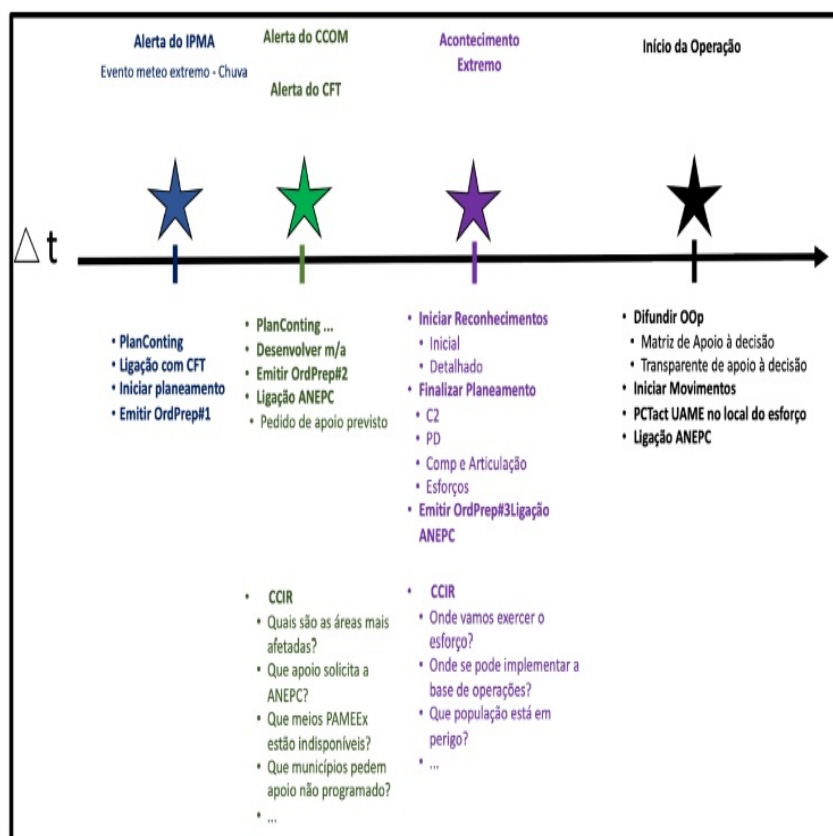 Alerta do IPMA
Evento meteo extremo - Chuva
Alerta do CCOM
Alerta do CFT
Acontecimento
Extremo
Início da Operação
△ t
• PlanConting
• Ligação com CFT
• Iniciar planeamento
• Emitir OrdPrep#1
• PlanConting ...
• Desenvolver m/a
• Emitir OrdPrep#2
• Ligação ANEPC
• Pedido de apoio previsto
• CCIR
• Quais são as áreas mais
afetadas?
• Que apoio solicita a
ANEPC?
• Que meios PAMEEx
estão indisponíveis?
• Que municípios pedem
apoio não programado?
• ...
• Iniciar Reconhecimentos
• Inicial
• Detalhado
• Finalizar Planeamento
• C2
• PD
• Comp e Articulação
• Esforços
• Emitir OrdPrep#3Ligação
ANEPC
• CCIR
• Onde vamos exercer o
esforço?
• Onde se pode implementar a
base de operações?
• Que população está em
perigo?
• ...
• Difundir OOp
• Matriz de Apoio à decisão
• Transparente de apoio à decisão
• Iniciar Movimentos
• PCTact UAME no local do esforço
• Ligação ANEPC